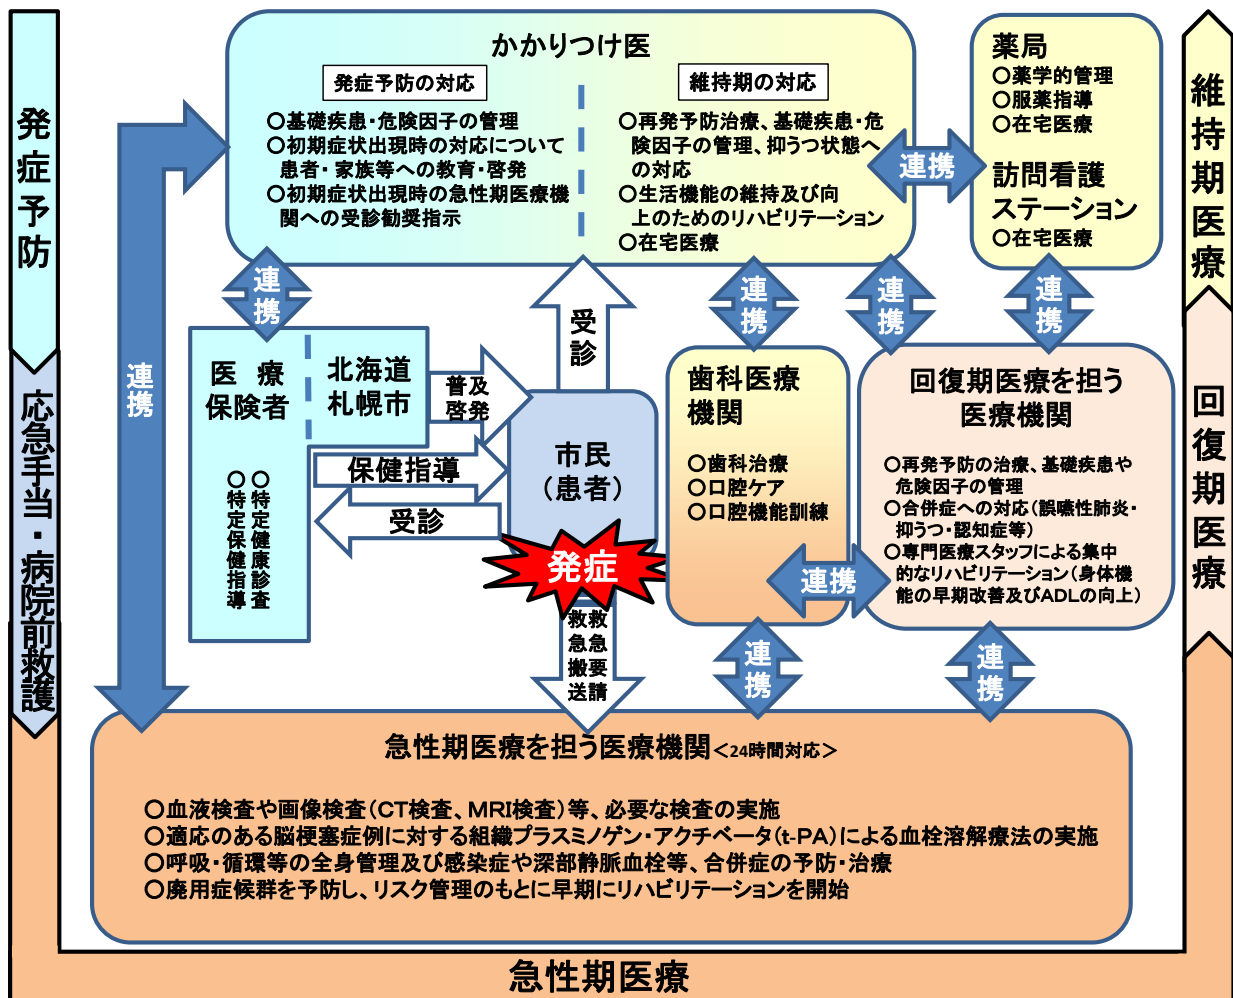 発症予防
応急手当・病院前救護
急性期医療
回復期医療
維持期医療
かかりつけ医
発症予防の対応
○基礎疾患・危険因子の管理
○初期症状出現時の対応について
患者・家族等への教育・啓発
○初期症状出現時の急性期医療機
関への受診勧奨指示
維持期の対応
○再発予防治療、基礎疾患・危
険因子の管理、抑うつ状態へ
の対応
○生活機能の維持及び向
上のためのリハビリテーション
○在宅医療
連携
薬局
○薬学的管理
○服薬指導
○在宅医療
訪問看護
ステーション
○在宅医療
連携
連携
受診
連携
連携
連携
医療
保険者
北海道
札幌市
○特定健康診査
○特定保健指導
普及
啓発
保健指導
受診
市民
（患者）
発症
救急要請
救急搬送
歯科医療
機関
○歯科治療
○口腔ケア
○口腔機能訓練
連携
回復期医療を担う
医療機関
○再発予防の治療、基礎疾患や
危険因子の管理
○合併症への対応（誤嚥性肺炎・
抑うつ・認知症等）
○専門医療スタッフによる集中
的なリハビリテーション（身体機
能の早期改善及びADLの向上）
連携
連携
急性期医療を担う医療機関＜24時間対応＞
○血液検査や画像検査（CT検査、MRI検査）等、必要な検査の実施
○適応のある脳梗塞症例に対する組織プラスミノゲン・アクチベータ（t-PA）による血栓溶解療法の実施
○呼吸・循環等の全身管理及び感染症や深部静脈血栓等、合併症の予防・治療
○廃用症候群を予防し、リスク管理のもとに早期にリハビリテーションを開始